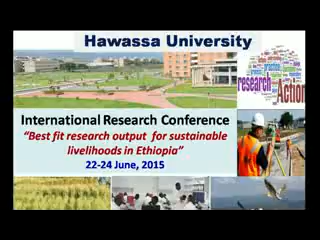 Hawassa University
research
Action
International Research Conference
"Best fit research output for sustainable
livelihoods in Ethiopia"
22-24 June, 2015